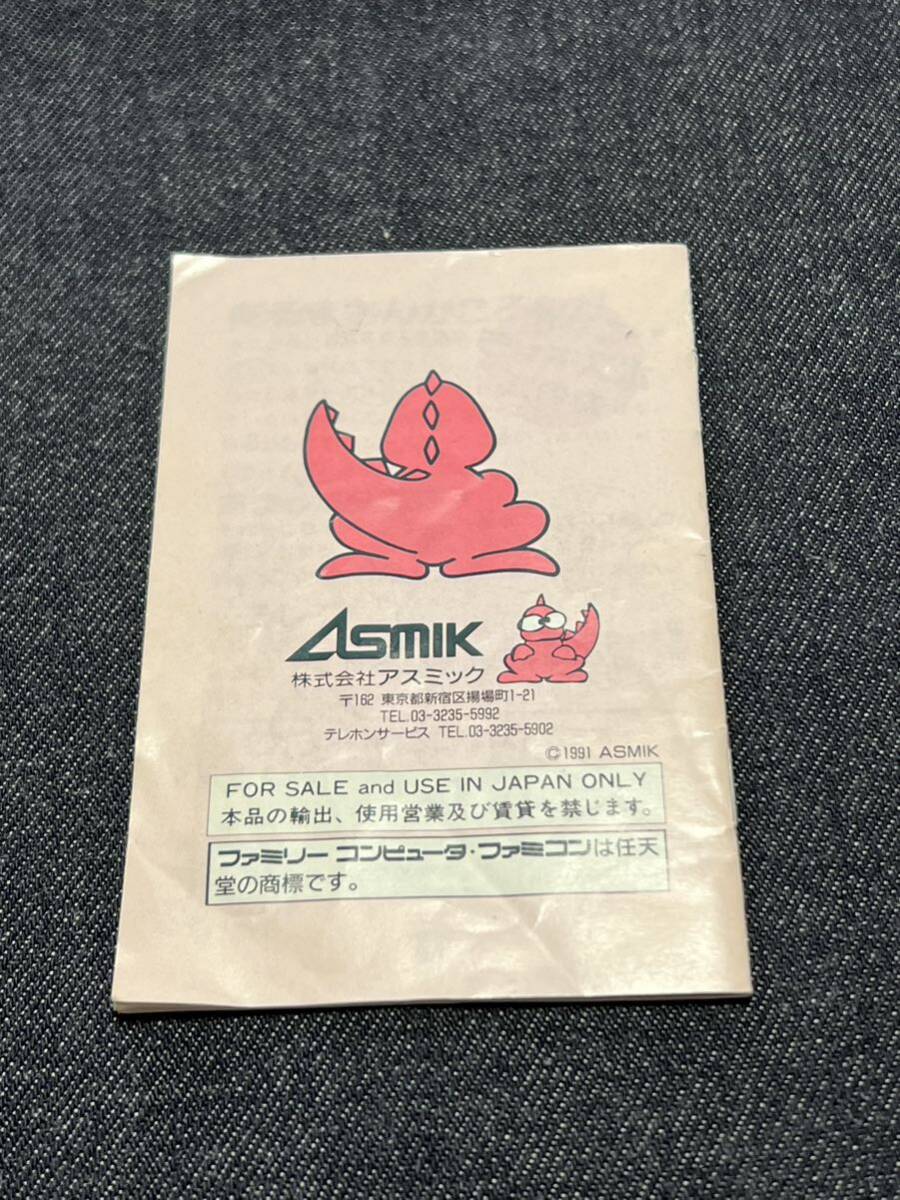 ASMIK
株式会社アスミック
〒162 東京都新宿区揚場町1-21
TEL.03-3235-5992
テレホンサービス TEL.03-3235-5902
©1991 ASMIK
FOR SALE and USE IN JAPAN ONLY
本品の輸出、使用営業及び賃貸を禁じます。
ファミリーコンピュータ・ファミコンは任天
堂の商標です。